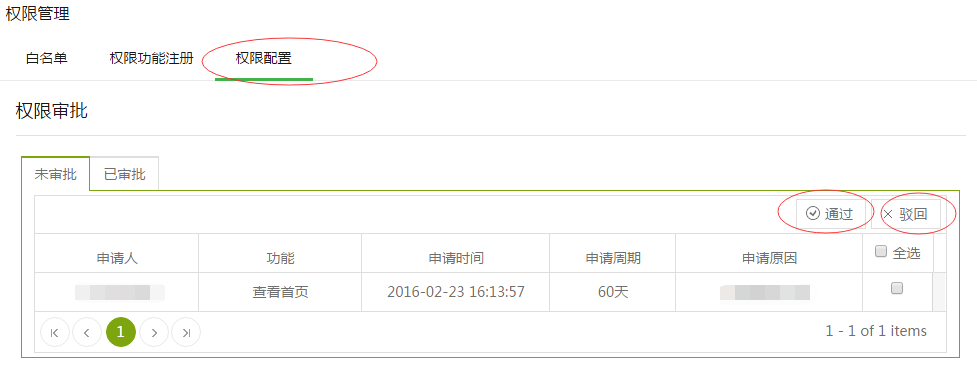 权限管理
白名单 权限功能注册 权限配置
权限审批
未审批 已审批
通过 驳回
申请人 功能 申请时间 申请周期 申请原因 全选
查看首页 2016-02-23 16:13:57 60天
1 1 - 1 of 1 items